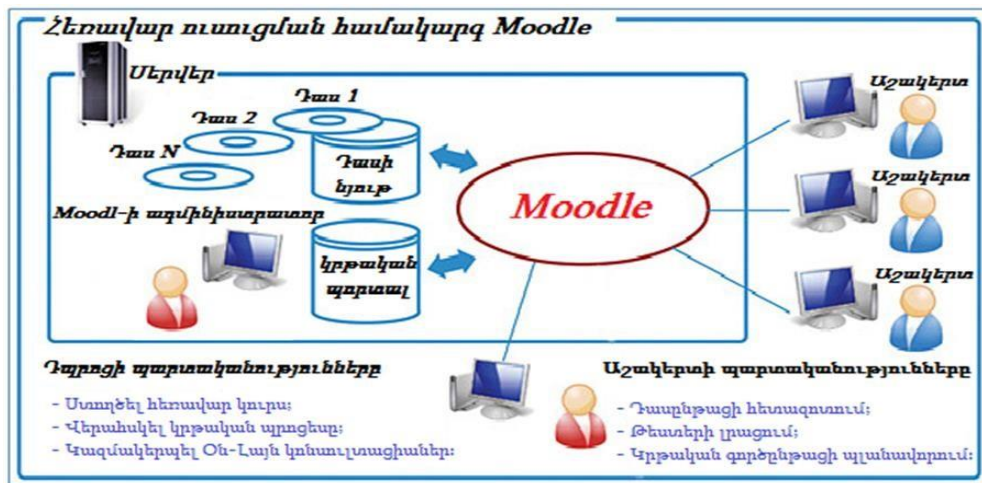 Հեռավար ուսուցման համակարգ Moodle
Սերվեր
Դաս 1
Դաս 2
Դաս N
Դասի
նյութ
Moodl-ի ադմինիստրատոր
կրթական
պորտալ
Moodle
Աշակերտ
Աշակերտ
Աշակերտ
Դպրոցի պարտականությունները
- Ստողծել հեռավար կուրս;
- Վերահսկել կրթական պրոցեսը;
- Կազմակերպել Օն-Լայն կոնսուլտացիաներ:
Աշակերտի պարտականությունները
- Դասընթացի հետազոտում;
- Թեստերի լրացում;
- Կրթական գործընթացի պլանավորում: